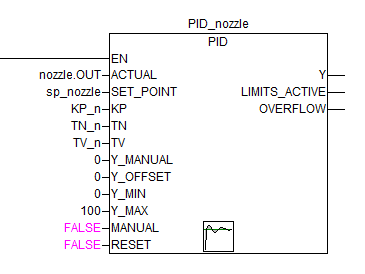 PID_nozzle
PID
EN
nozzle.OUT ACTUAL Y
sp_nozzle SET_POINT LIMITS_ACTIVE
KP_n KP OVERFLOW
TN_n TN
TV_n TV
0 Y_MANUAL
0 Y_OFFSET
0 Y_MIN
100 Y_MAX
FALSE MANUAL
FALSE RESET